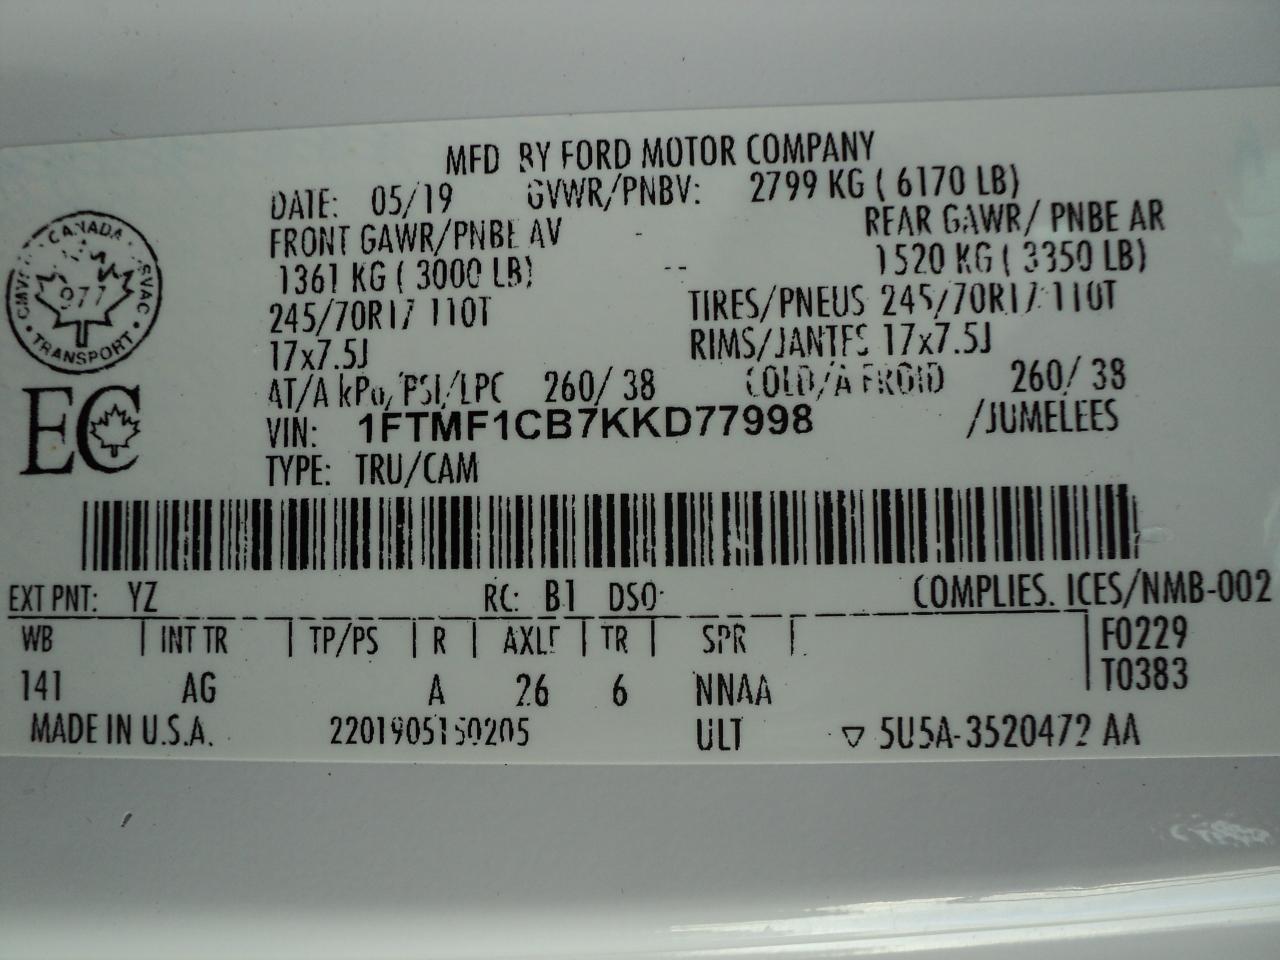 MFD BY FORD MOTOR COMPANY
DATE: 05/19 GVWR/PNBV: 2799 KG ( 6170 LB)
FRONT GAWR/PNBE AV REAR GAWR/ PNBE AR
1361 KG ( 3000 LB) 1520 KG ( 3350 LB)
245/70R17 110T TIRES/PNEUS 245/70R17 110T
17x7.5J RIMS/JANTES 17x7.5J
AT/A kPa/PSI/LPC 260/ 38 COLD/A FROID 260/ 38
VIN: 1FTMF1CB7KKD77998 /JUMELEES
TYPE: TRU/CAM
CANADA
CMVSS SVAC
977
TRANSPORT
EC
EXT PNT: YZ RC: B1 DSO: COMPLIES. ICES/NMB-002
WB INT TR TP/PS R AXLE TR SPR F0229
141 AG A 26 6 NNAA T0383
MADE IN U.S.A. 2201905150205 ULT ▽ 5U5A-3520472 AA